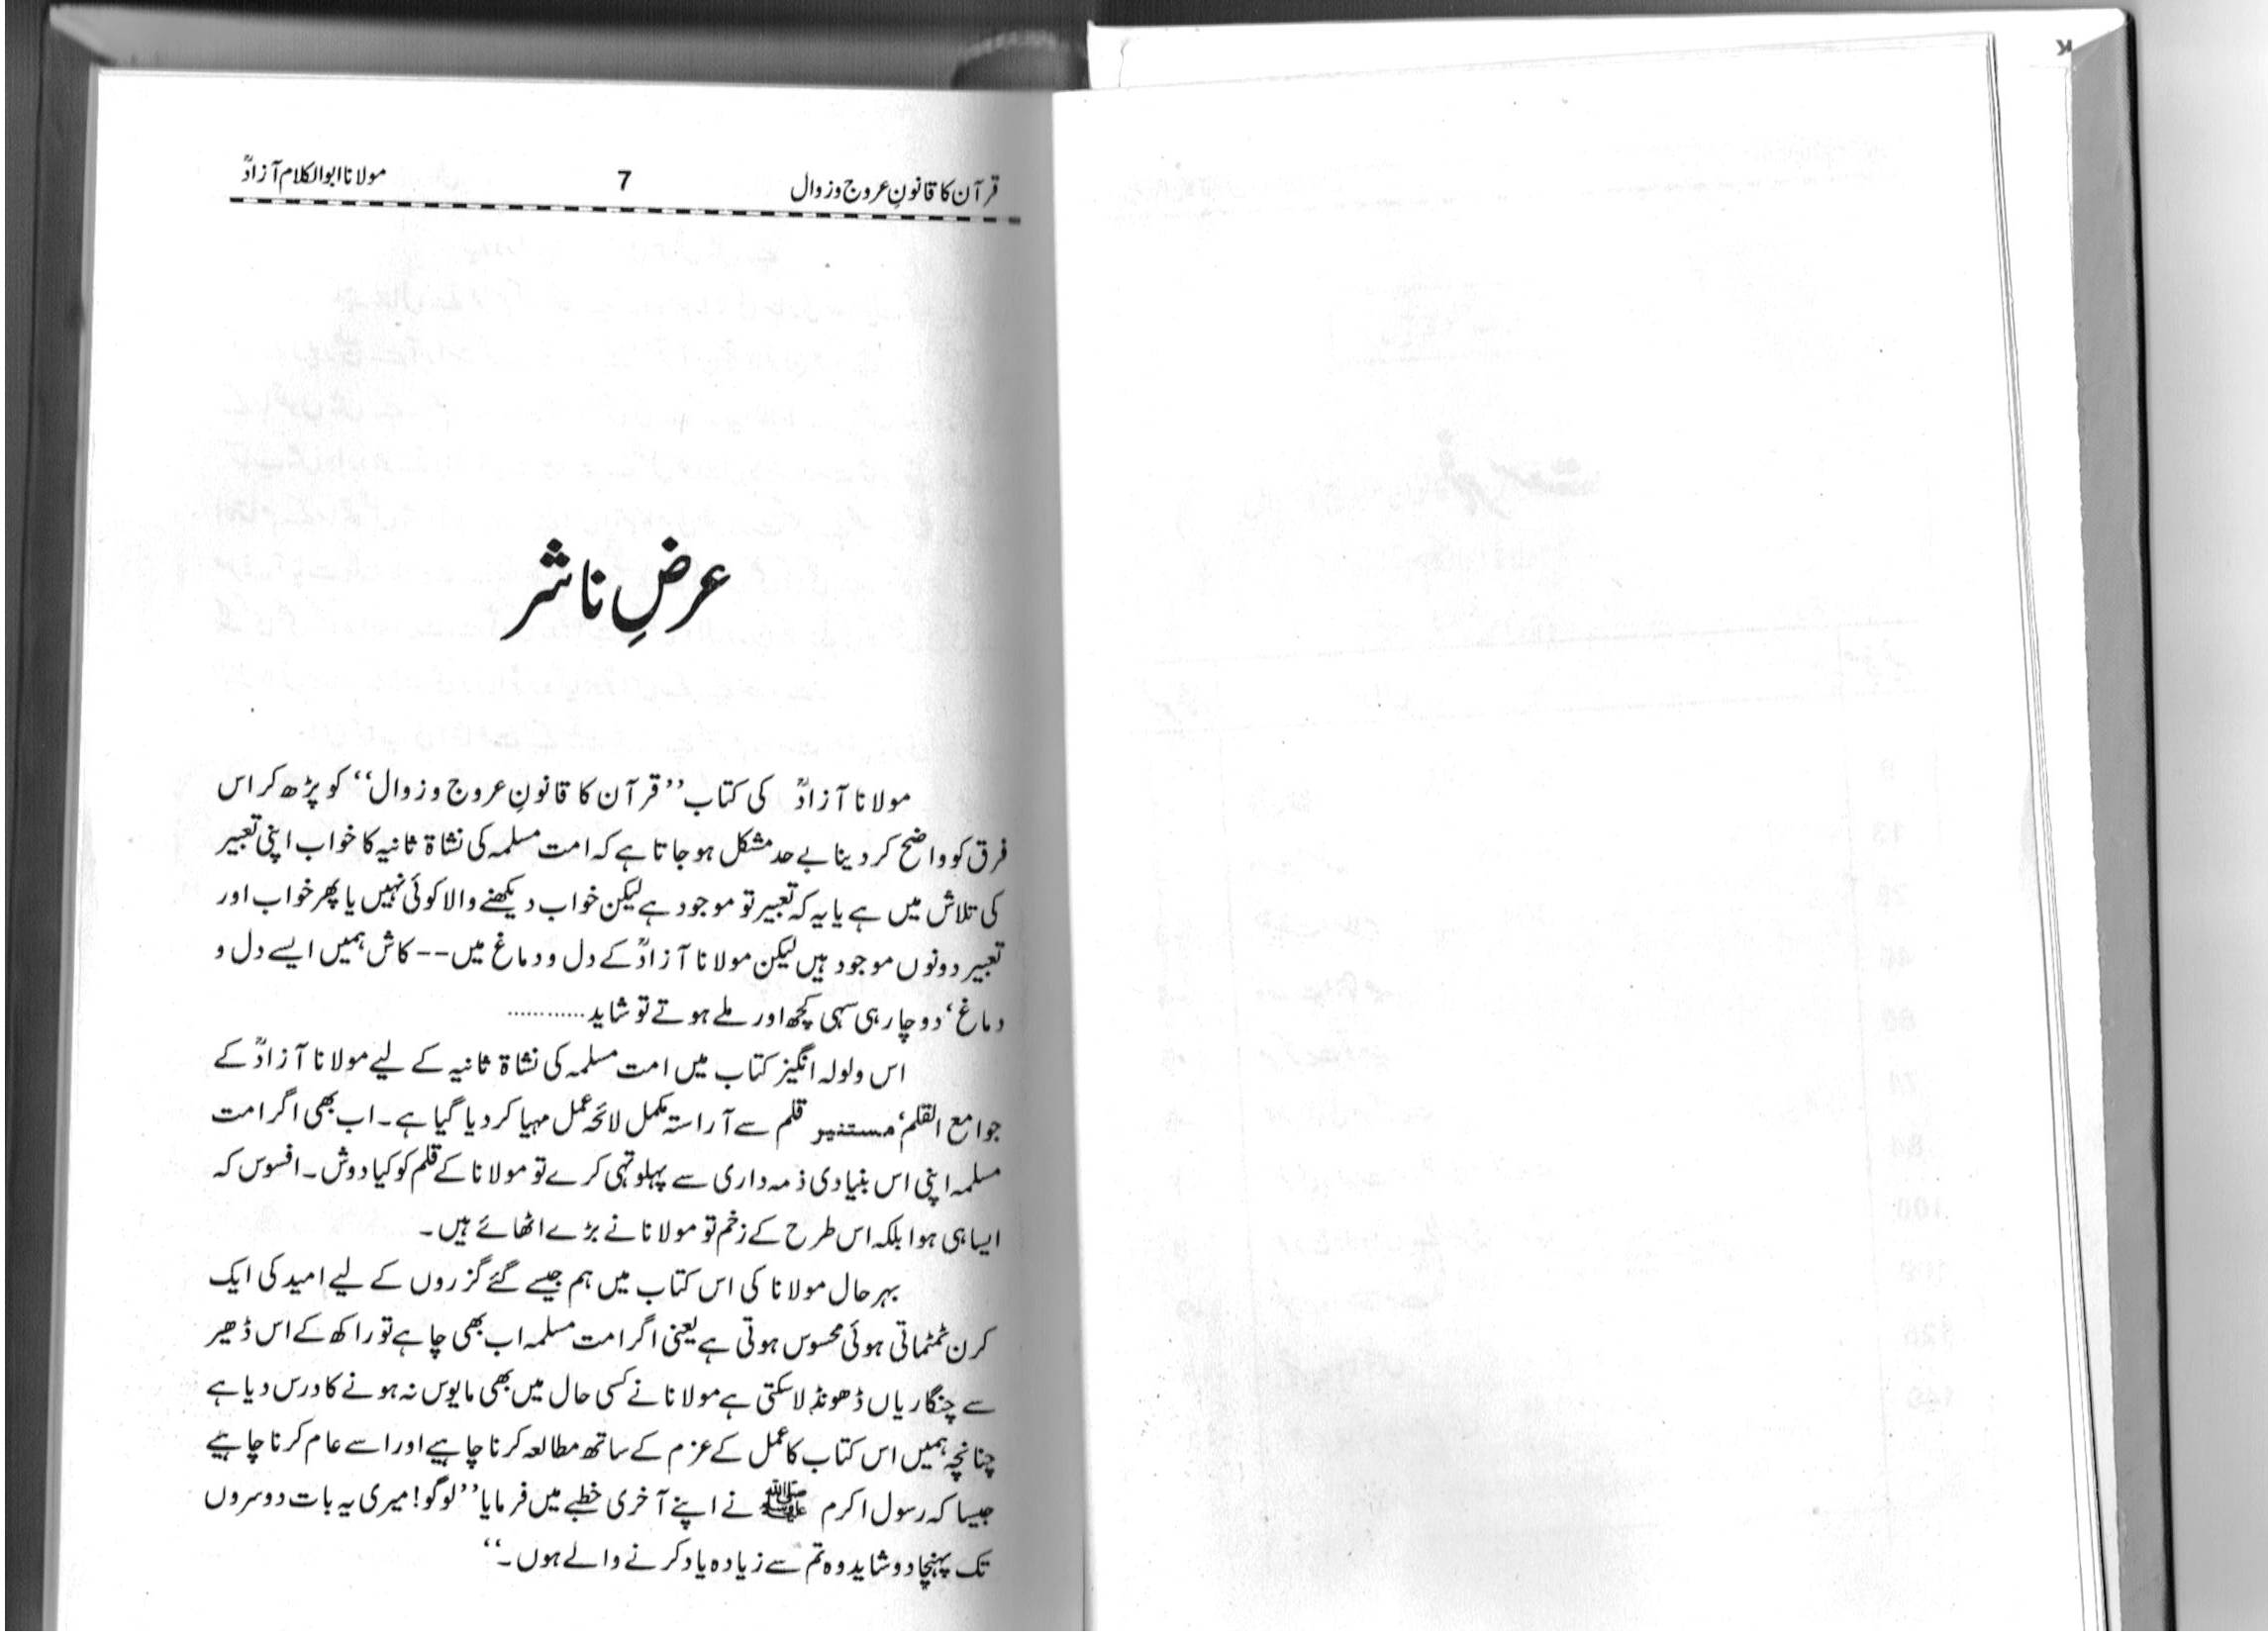 قرآن کا قانونِ عروج و زوال 7 مولانا ابوالکلام آزادؒ
عرضِ ناشر
مولانا آزادؒ کی کتاب ’’قرآن کا قانونِ عروج و زوال‘‘ کو پڑھ کر اس
فرق کو واضح کر دینا بے حد مشکل ہو جاتا ہے کہ امت مسلمہ کی نشاۃ ثانیہ کا خواب اپنی تعبیر
کی تلاش میں ہے یا یہ کہ تعبیر تو موجود ہے لیکن خواب دیکھنے والا کوئی نہیں یا پھر خواب اور
تعبیر دونوں موجود ہیں لیکن مولانا آزادؒ کے دل و دماغ میں -- کاش ہمیں ایسے دل و
دماغ‘ دو چار ہی سہی کچھ اور ملے ہوتے تو شاید ............
اس ولولہ انگیز کتاب میں امت مسلمہ کی نشاۃ ثانیہ کے لیے مولانا آزادؒ کے
جوامع القلم‘ مستنیر قلم سے آراستہ مکمل لائحہ عمل مہیا کر دیا گیا ہے۔ اب بھی اگر امت
مسلمہ اپنی اس بنیادی ذمہ داری سے پہلو تہی کرے تو مولانا کے قلم کو کیا دوش۔ افسوس کہ
ایسا ہی ہوا بلکہ اس طرح کے زخم تو مولانا نے بڑے اٹھائے ہیں۔
بہرحال مولانا کی اس کتاب میں ہم جیسے گئے گزروں کے لیے امید کی ایک
کرن ٹمٹماتی ہوئی محسوس ہوتی ہے یعنی اگر امت مسلمہ اب بھی چاہے تو راکھ کے اس ڈھیر
سے چنگاریاں ڈھونڈ لا سکتی ہے مولانا نے کسی حال میں بھی مایوس نہ ہونے کا درس دیا ہے
چنانچہ ہمیں اس کتاب کا عمل کے عزم کے ساتھ مطالعہ کرنا چاہیے اور اسے عام کرنا چاہیے
جیسا کہ رسول اکرم ﷺ نے اپنے آخری خطبے میں فرمایا ’’لوگو! میری یہ بات دوسروں
تک پہنچا دو شاید وہ تم سے زیادہ یاد کرنے والے ہوں۔‘‘